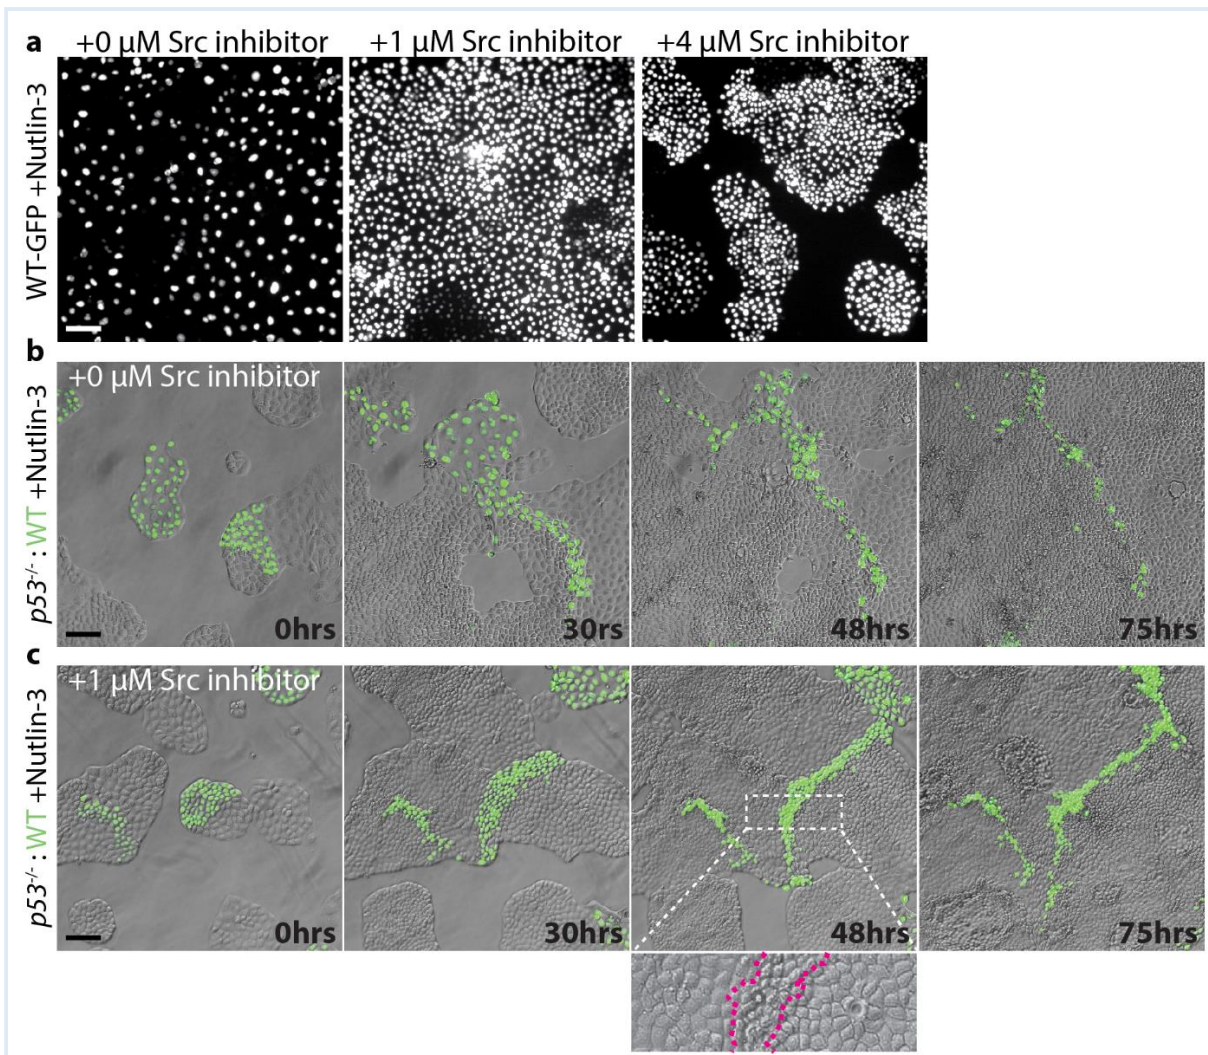 a
+0 μM Src inhibitor
+1 μM Src inhibitor
+4 μM Src inhibitor
WT-GFP +Nutlin-3
b
+0 μM Src inhibitor
p53-/- : WT +Nutlin-3
0hrs
30rs
48hrs
75hrs
c
+1 μM Src inhibitor
p53-/- : WT +Nutlin-3
0hrs
30hrs
48hrs
75hrs